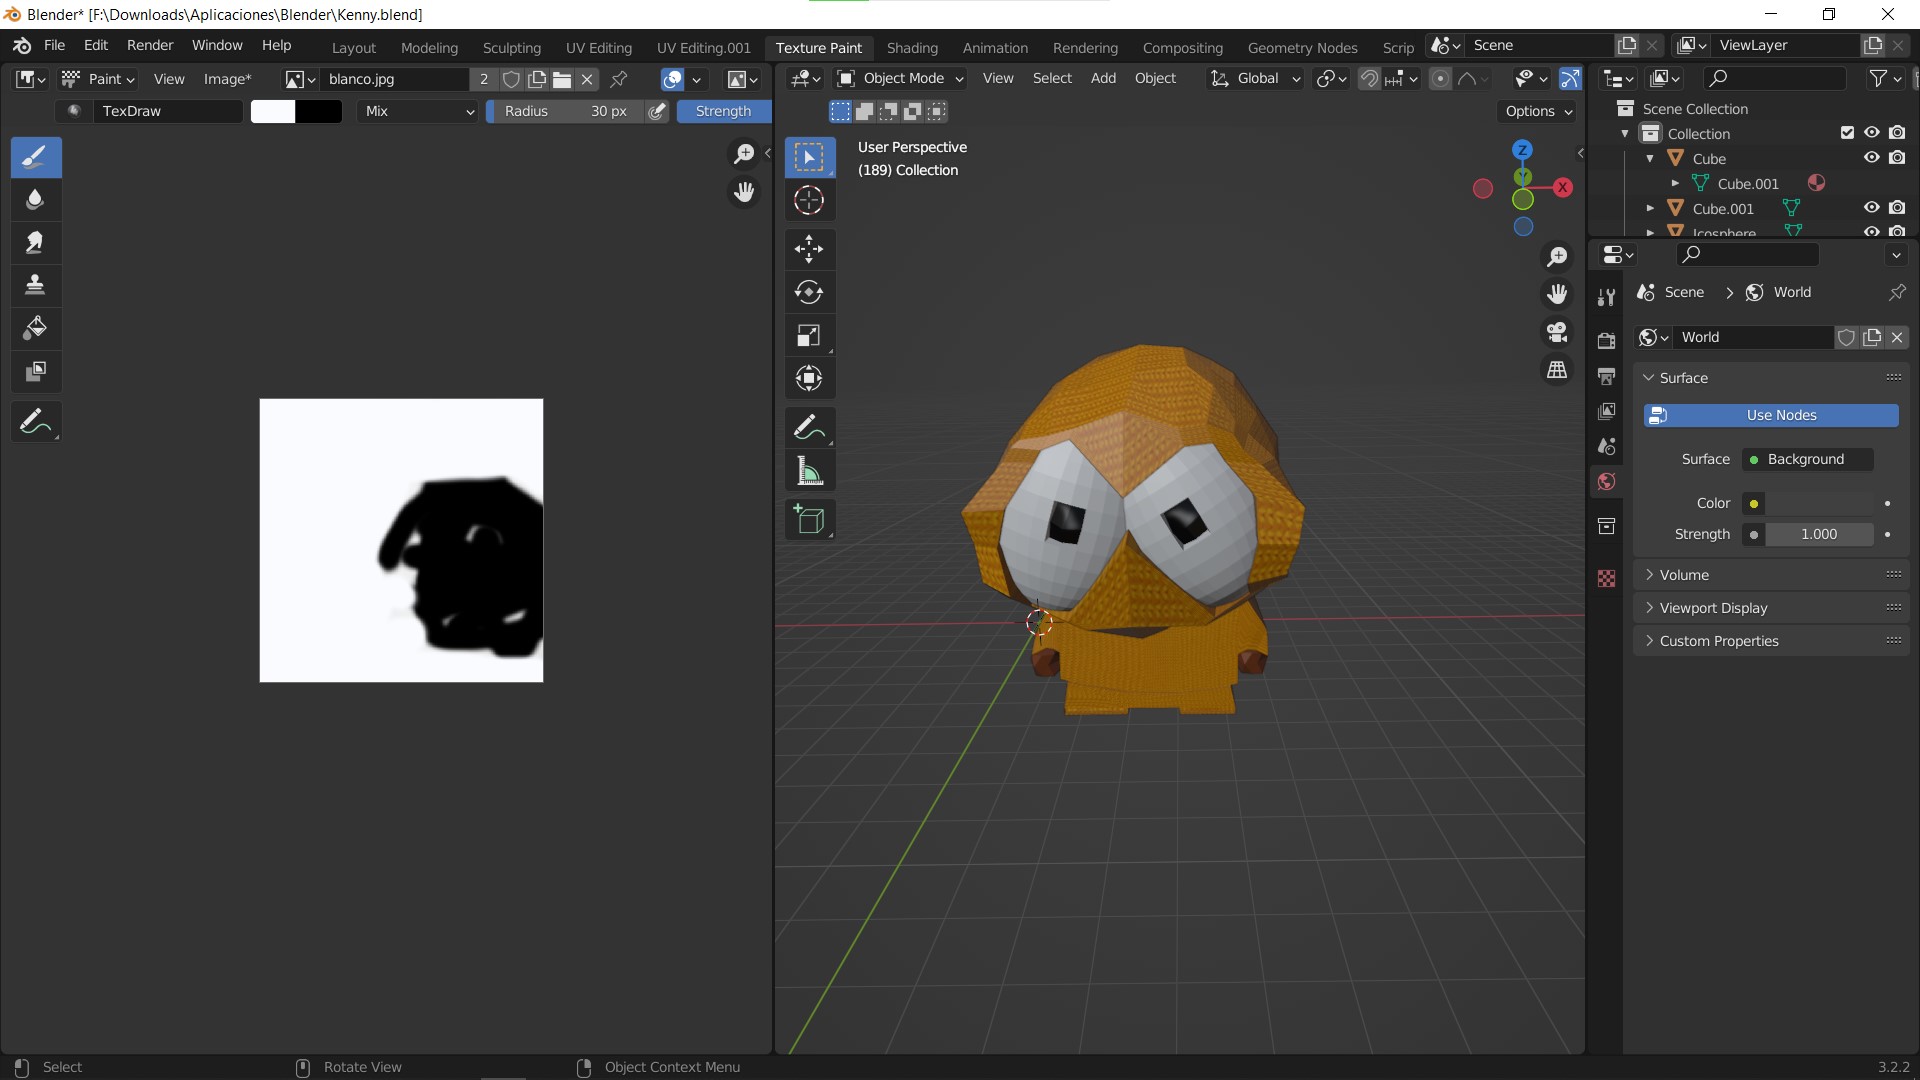 Blender* [F:\Downloads\Aplicaciones\Blender\Kenny.blend]
File Edit Render Window Help Layout Modeling Sculpting UV Editing UV Editing.001 Texture Paint Shading Animation Rendering Compositing Geometry Nodes Scrip Scene ViewLayer
Paint View Image* blanco.jpg 2 Object Mode View Select Add Object Global
TexDraw Mix Radius 30 px Strength Options
User Perspective
(189) Collection
Z
Y
X
Scene Collection
Collection
Cube
Cube.001
Cube.001
Icosphere
Scene > World
World
Surface
Use Nodes
Surface Background
Color
Strength 1.000
Volume
Viewport Display
Custom Properties
Select Rotate View Object Context Menu 3.2.2